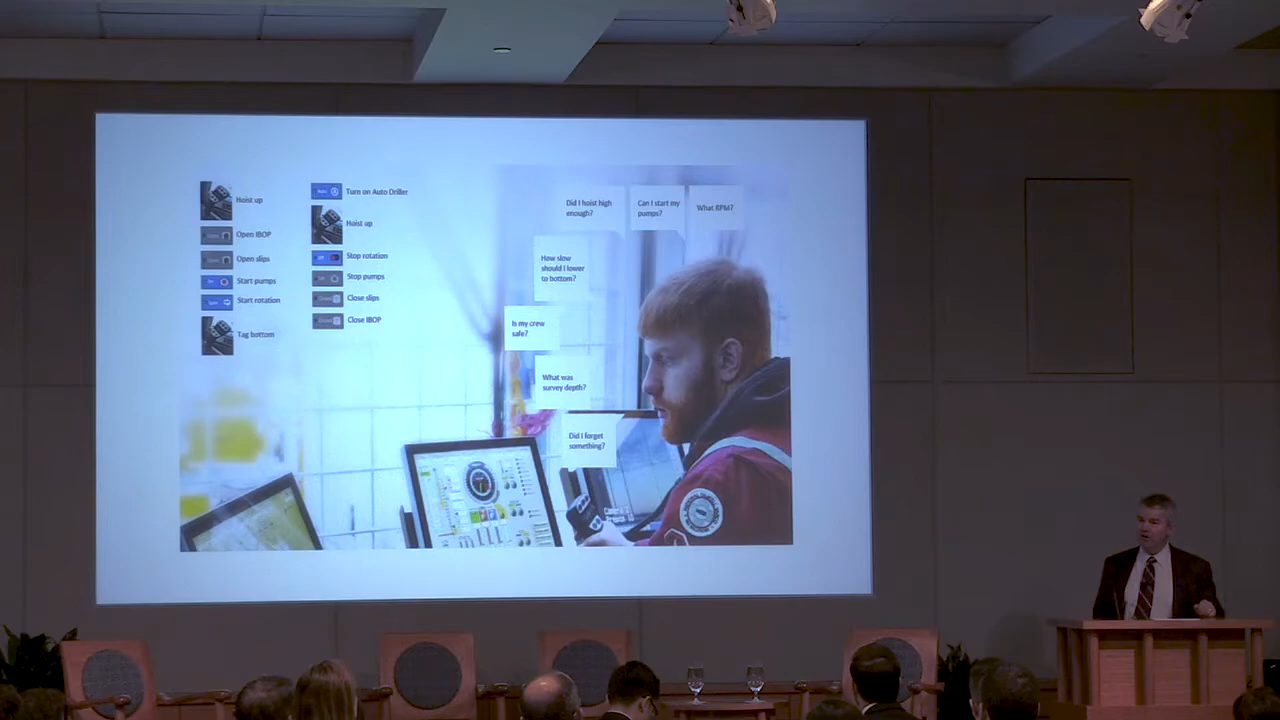 Hoist up
Open IBOP
Open slips
Start pumps
Start rotation
Tag bottom
Turn on Auto Driller
Hoist up
Stop rotation
Stop pumps
Close slips
Close IBOP
Did I hoist high
enough?
Can I start my
pumps?
What RPM?
How slow
should I lower
to bottom?
Is my crew
safe?
What was
survey depth?
Did I forget
something?